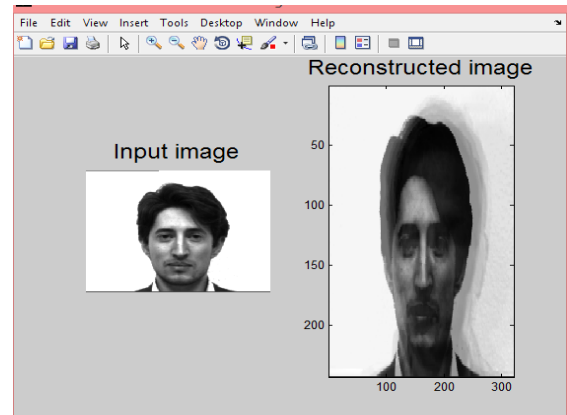 File Edit View Insert Tools Desktop Window Help
Reconstructed image
Input image
50
100
150
200
100 200 300